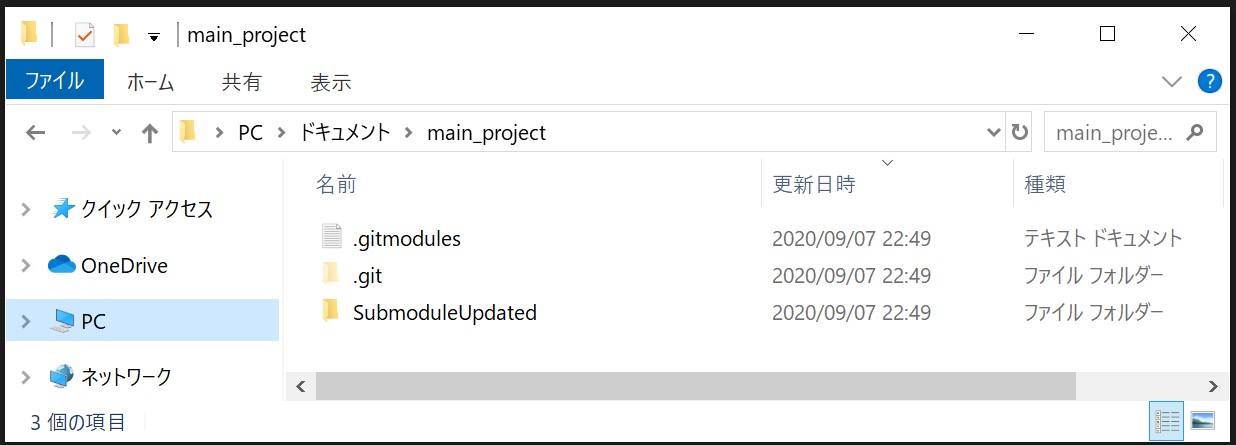 main_project
ファイル ホーム 共有 表示 ?
PC ドキュメント main_project main_proje...
名前 更新日時 種類
クイック アクセス
OneDrive
PC
ネットワーク
.gitmodules 2020/09/07 22:49 テキスト ドキュメント
.git 2020/09/07 22:49 ファイル フォルダー
SubmoduleUpdated 2020/09/07 22:49 ファイル フォルダー
3 個の項目